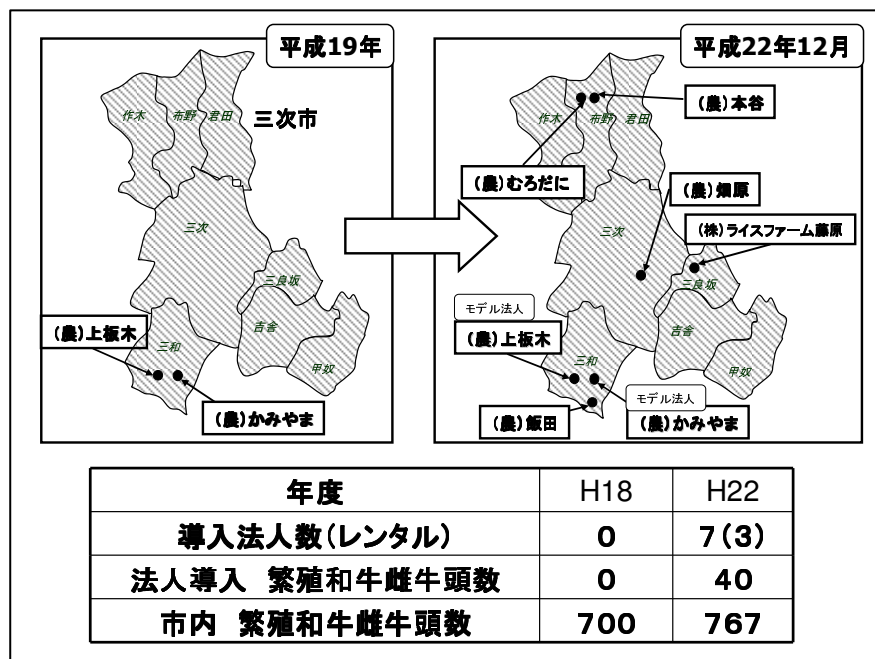 平成19年
作木
布野
君田
三次市
三次
三良坂
吉舎
甲奴
三和
(農)上板木
(農)かみやま
平成22年12月
作木
布野
君田
(農)本谷
(農)むろだに
(農)畑原
(株)ライスファーム藤原
三次
三良坂
吉舎
甲奴
三和
モデル法人
(農)上板木
モデル法人
(農)かみやま
(農)飯田
年度 H18 H22
導入法人数(レンタル) 0 7(3)
法人導入 繁殖和牛雌牛頭数 0 40
市内 繁殖和牛雌牛頭数 700 767